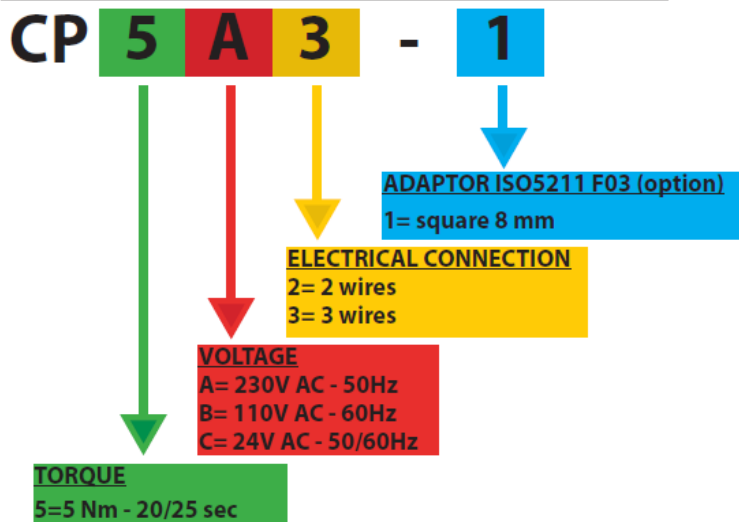 CP 5 A 3 - 1
ADAPTOR ISO5211 F03 (option)
1= square 8 mm
ELECTRICAL CONNECTION
2= 2 wires
3= 3 wires
VOLTAGE
A= 230V AC - 50Hz
B= 110V AC - 60Hz
C= 24V AC - 50/60Hz
TORQUE
5=5 Nm - 20/25 sec